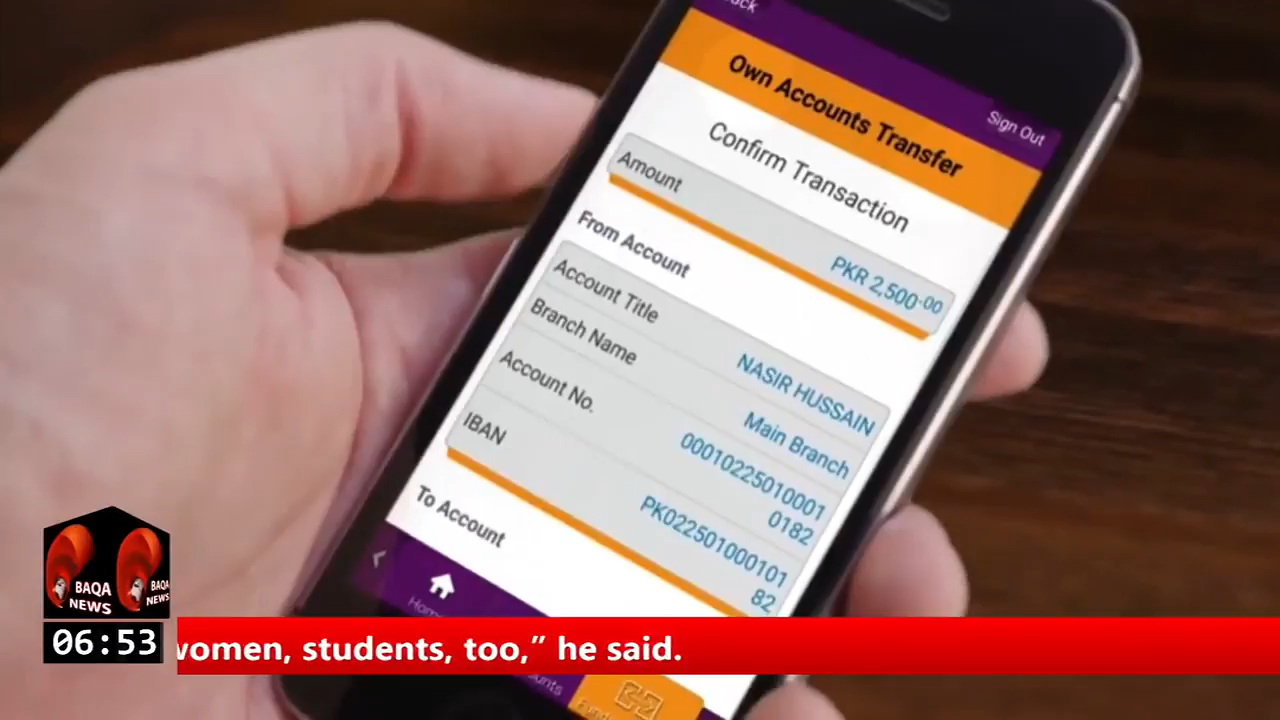 Own Accounts Transfer
Sign Out
Confirm Transaction
Amount
PKR 2,500.00
From Account
Account Title
NASIR HUSSAIN
Branch Name
Main Branch
Account No.
00010225010001
0182
IBAN
PK022501000101
82
To Account
BAQA
NEWS
BAQA
NEWS
06:53
women, students, too,” he said.